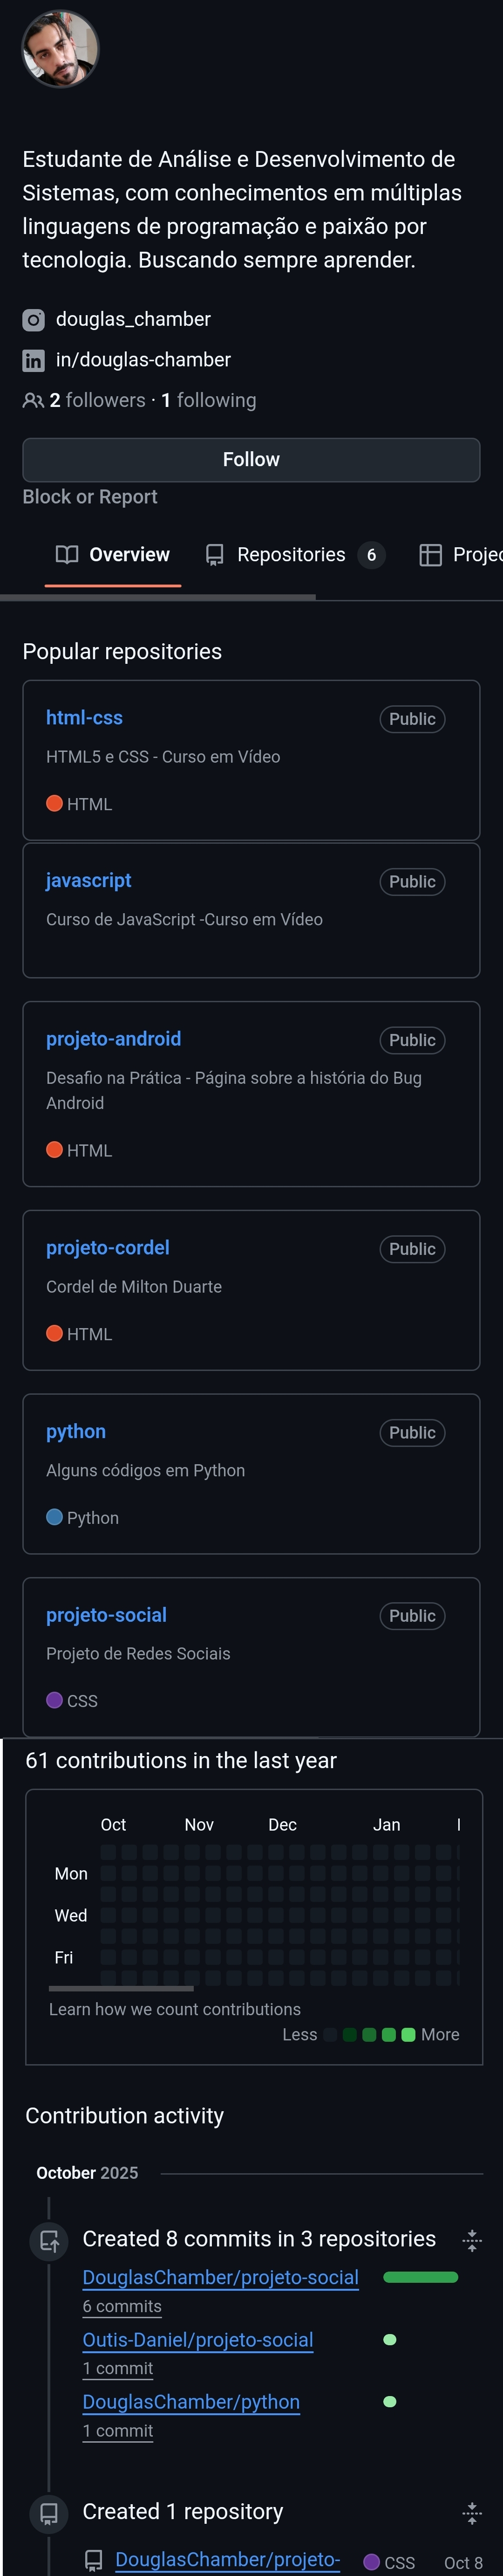 Estudante de Análise e Desenvolvimento de
Sistemas, com conhecimentos em múltiplas
linguagens de programação e paixão por
tecnologia. Buscando sempre aprender.
douglas_chamber
in/douglas-chamber
2 followers · 1 following
Follow
Block or Report
Overview Repositories 6 Projec
Popular repositories
html-css Public
HTML5 e CSS - Curso em Vídeo
HTML
javascript Public
Curso de JavaScript -Curso em Vídeo
projeto-android Public
Desafio na Prática - Página sobre a história do Bug
Android
HTML
projeto-cordel Public
Cordel de Milton Duarte
HTML
python Public
Alguns códigos em Python
Python
projeto-social Public
Projeto de Redes Sociais
CSS
61 contributions in the last year
Oct Nov Dec Jan
Mon
Wed
Fri
Learn how we count contributions
Less More
Contribution activity
October 2025
Created 8 commits in 3 repositories
DouglasChamber/projeto-social
6 commits
Outis-Daniel/projeto-social
1 commit
DouglasChamber/python
1 commit
Created 1 repository
DouglasChamber/projeto- CSS Oct 8